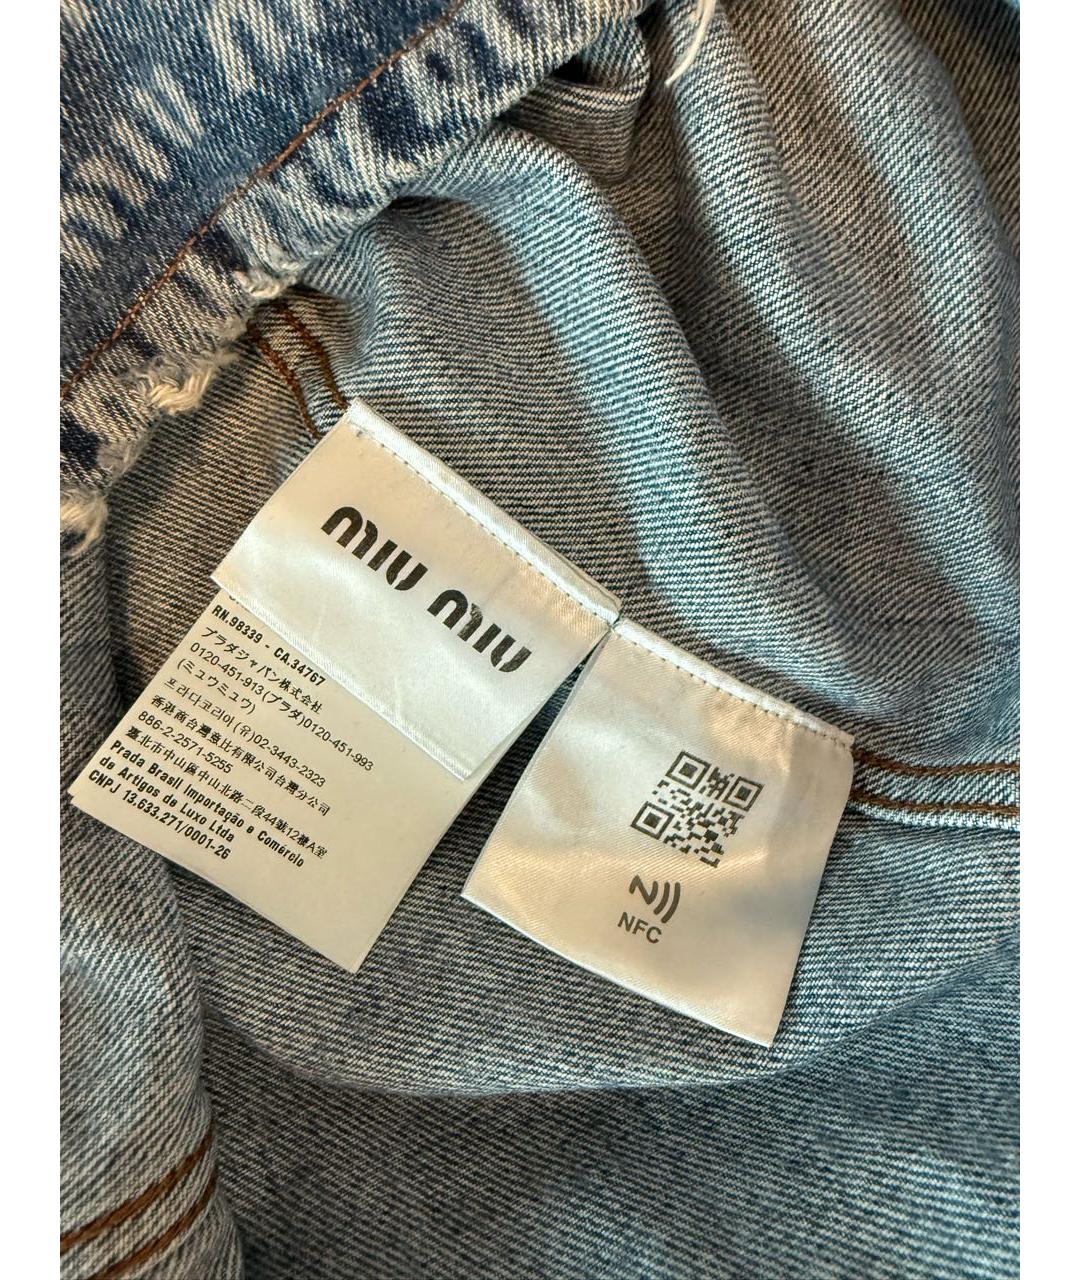 miu miu
RN.98339 - CA.34767
プラダジャパン株式会社
0120-451-913(プラダ)0120-451-993
(ミュウミュウ)
프라다코리아(유)02-3443-2323
香港商台灣意比有限公司台灣分公司
886-2-2571-5255
臺北市中山區中山北路二段44號12樓A室
Prada Brasil Importação e Comércio
de Artigos de Luxo Ltda
CNPJ 13.633.271/0001-26
NFC